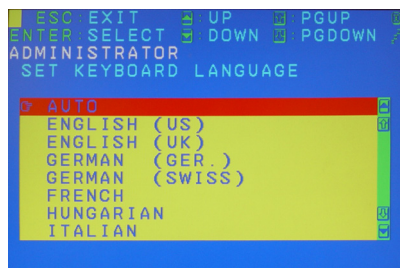 ESC:EXIT :UP :PGUP
ENTER:SELECT :DOWN :PGDOWN
ADMINISTRATOR
SET KEYBOARD LANGUAGE
AUTO
ENGLISH (US)
ENGLISH (UK)
GERMAN (GER.)
GERMAN (SWISS)
FRENCH
HUNGARIAN
ITALIAN